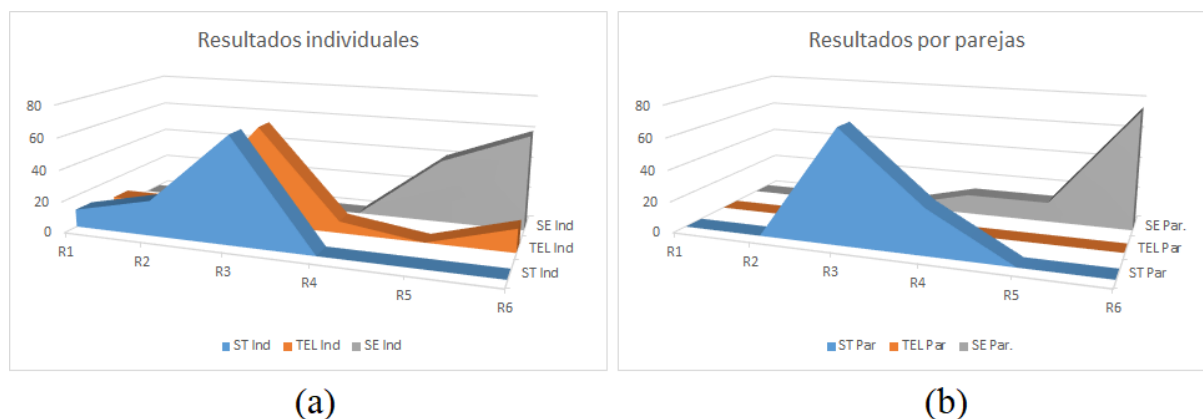 Resultados individuales
80
60
40
20
0
R1
R2
R3
R4
R5
R6
SE Ind
TEL Ind
ST Ind
ST Ind TEL Ind SE Ind
(a)
Resultados por parejas
80
60
40
20
0
R1
R2
R3
R4
R5
R6
SE Par.
TEL Par
ST Par
ST Par TEL Par SE Par.
(b)